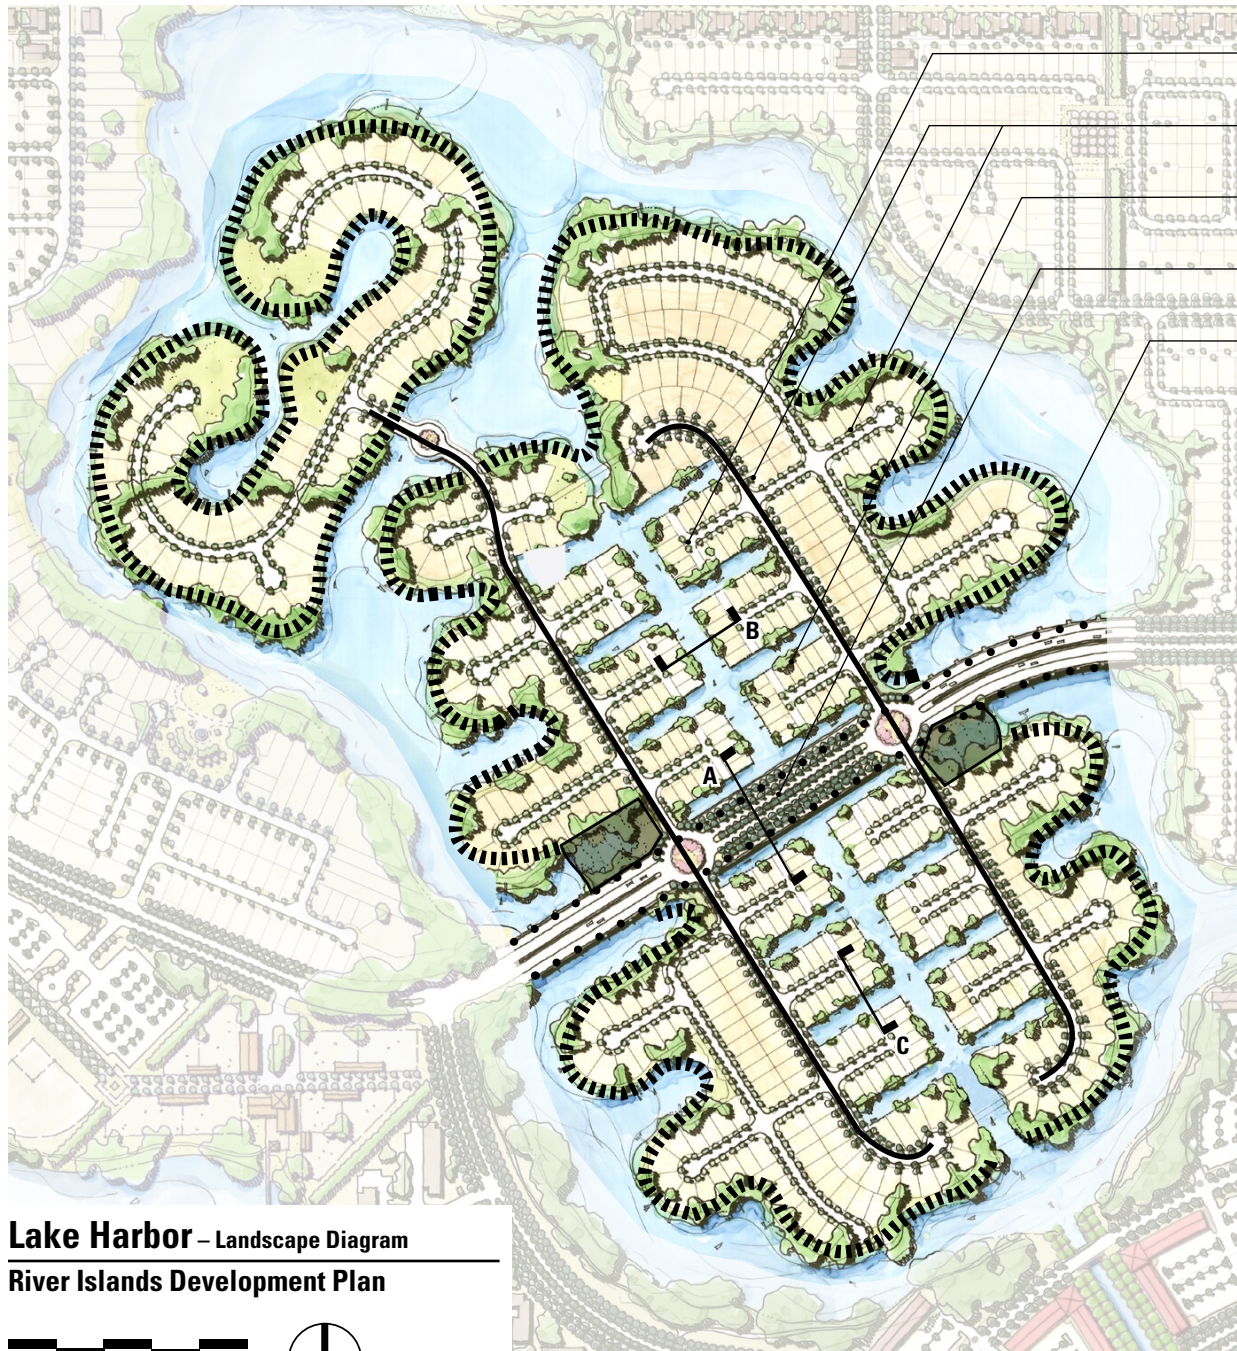 B
A
C
Lake Harbor – Landscape Diagram
River Islands Development Plan